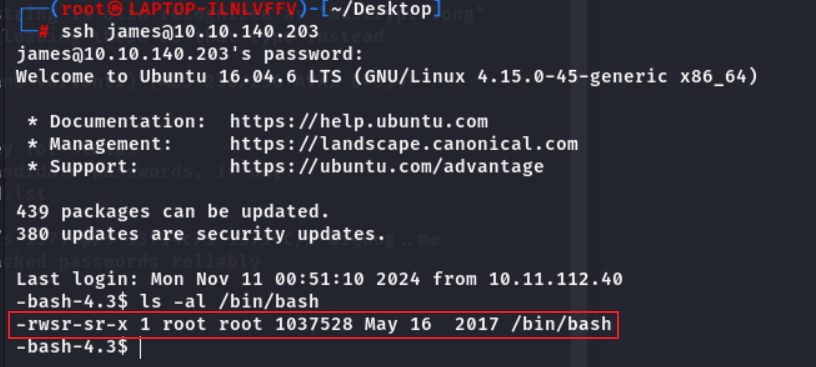 (root㉿LAPTOP-ILNLVFFV)-[~/Desktop]
# ssh james@10.10.140.203
james@10.10.140.203's password:
Welcome to Ubuntu 16.04.6 LTS (GNU/Linux 4.15.0-45-generic x86_64)
* Documentation:  https://help.ubuntu.com
* Management:     https://landscape.canonical.com
* Support:        https://ubuntu.com/advantage
439 packages can be updated.
380 updates are security updates.
Last login: Mon Nov 11 00:51:10 2024 from 10.11.112.40
-bash-4.3$ ls -al /bin/bash
-rwsr-sr-x 1 root root 1037528 May 16  2017 /bin/bash
-bash-4.3$